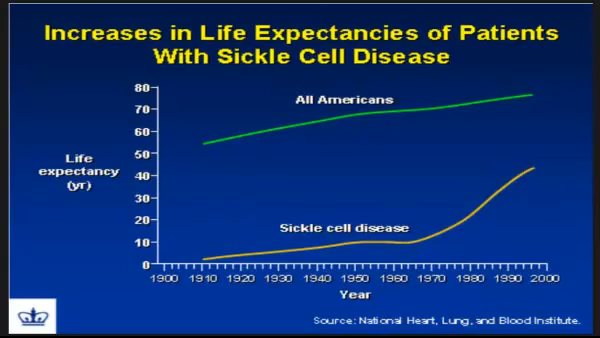 Increases in Life Expectancies of Patients
With Sickle Cell Disease
80
70
60
50
40
30
20
10
0
Life
expectancy
(yr)
All Americans
Sickle cell disease
1900 1910 1920 1930 1940 1950 1960 1970 1980 1990 2000
Year
Source: National Heart, Lung, and Blood Institute.